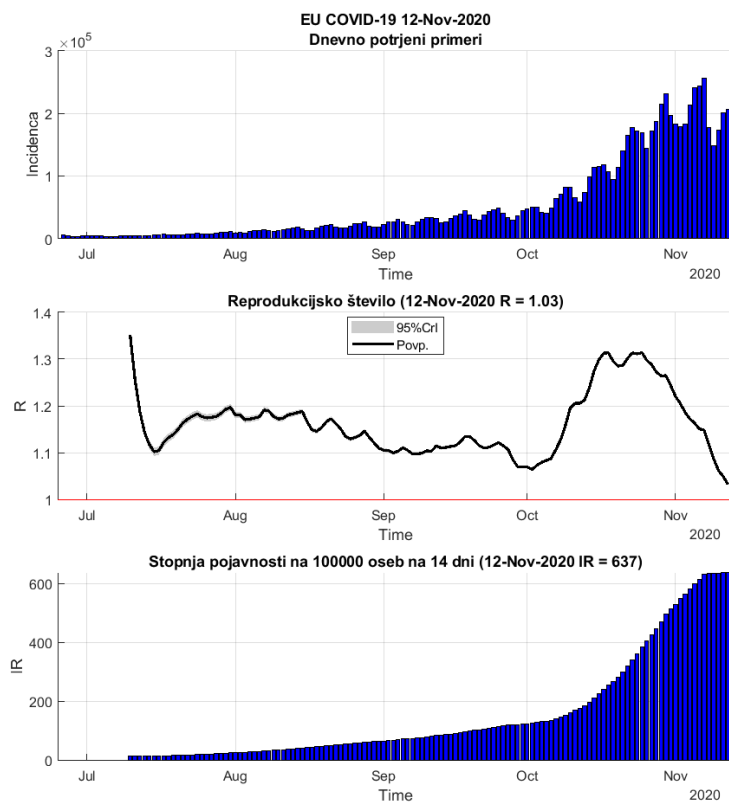 EU COVID-19 12-Nov-2020
Dnevno potrjeni primeri
×10^5
3
2
1
0
Incidenca
Jul Aug Sep Oct Nov
Time
2020
Reprodukcijsko število (12-Nov-2020 R = 1.03)
1.4
1.3
1.2
1.1
1
R
95%CrI
Povp.
Jul Aug Sep Oct Nov
Time
2020
Stopnja pojavnosti na 100000 oseb na 14 dni (12-Nov-2020 IR = 637)
600
400
200
0
IR
Jul Aug Sep Oct Nov
Time
2020